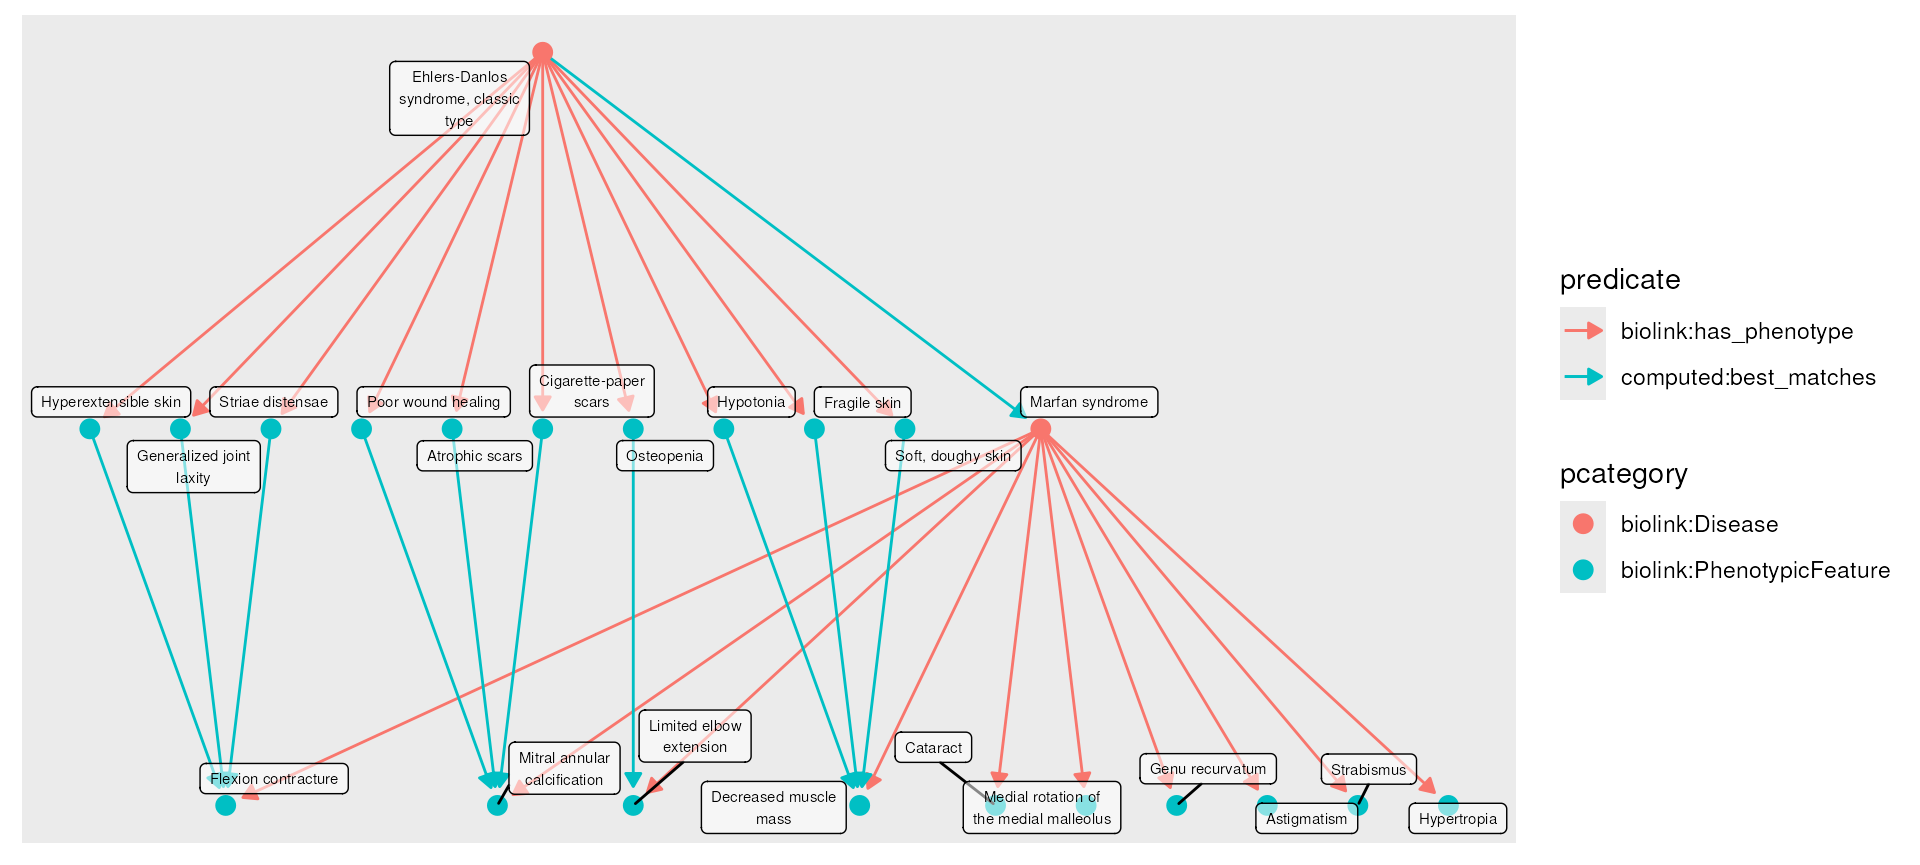 Ehlers-Danlos
syndrome, classic
type
Hyperextensible skin
Striae distensae
Poor wound healing
Cigarette-paper
scars
Hypotonia
Fragile skin
Marfan syndrome
Generalized joint
laxity
Atrophic scars
Osteopenia
Soft, doughy skin
Flexion contracture
Mitral annular
calcification
Limited elbow
extension
Decreased muscle
mass
Cataract
Medial rotation of
the medial malleolus
Genu recurvatum
Astigmatism
Strabismus
Hypertropia
predicate
biolink:has_phenotype
computed:best_matches
pcategory
biolink:Disease
biolink:PhenotypicFeature